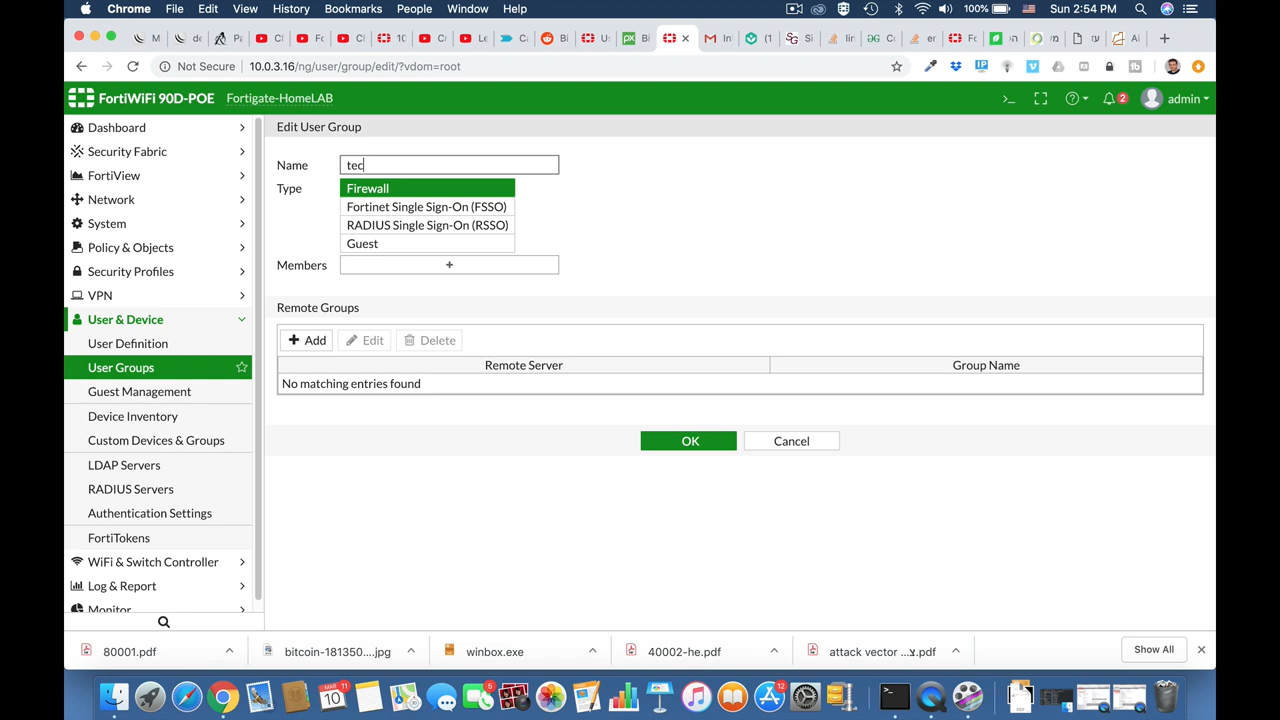 Chrome File Edit View History Bookmarks People Window Help
100% Sun 2:54 PM
Not Secure 10.0.3.16/ng/user/group/edit/?vdom=root
FortiWiFi 90D-POE Fortigate-HomeLAB
2 admin
Dashboard
Security Fabric
FortiView
Network
System
Policy & Objects
Security Profiles
VPN
User & Device
User Definition
User Groups
Guest Management
Device Inventory
Custom Devices & Groups
LDAP Servers
RADIUS Servers
Authentication Settings
FortiTokens
WiFi & Switch Controller
Log & Report
Monitor
Edit User Group
Name tec
Type Firewall
Fortinet Single Sign-On (FSSO)
RADIUS Single Sign-On (RSSO)
Guest
Members +
Remote Groups
+ Add Edit Delete
Remote Server Group Name
No matching entries found
OK Cancel
80001.pdf bitcoin-181350....jpg winbox.exe 40002-he.pdf attack vector ...צ.pdf Show All
MAR 11
10 5 12